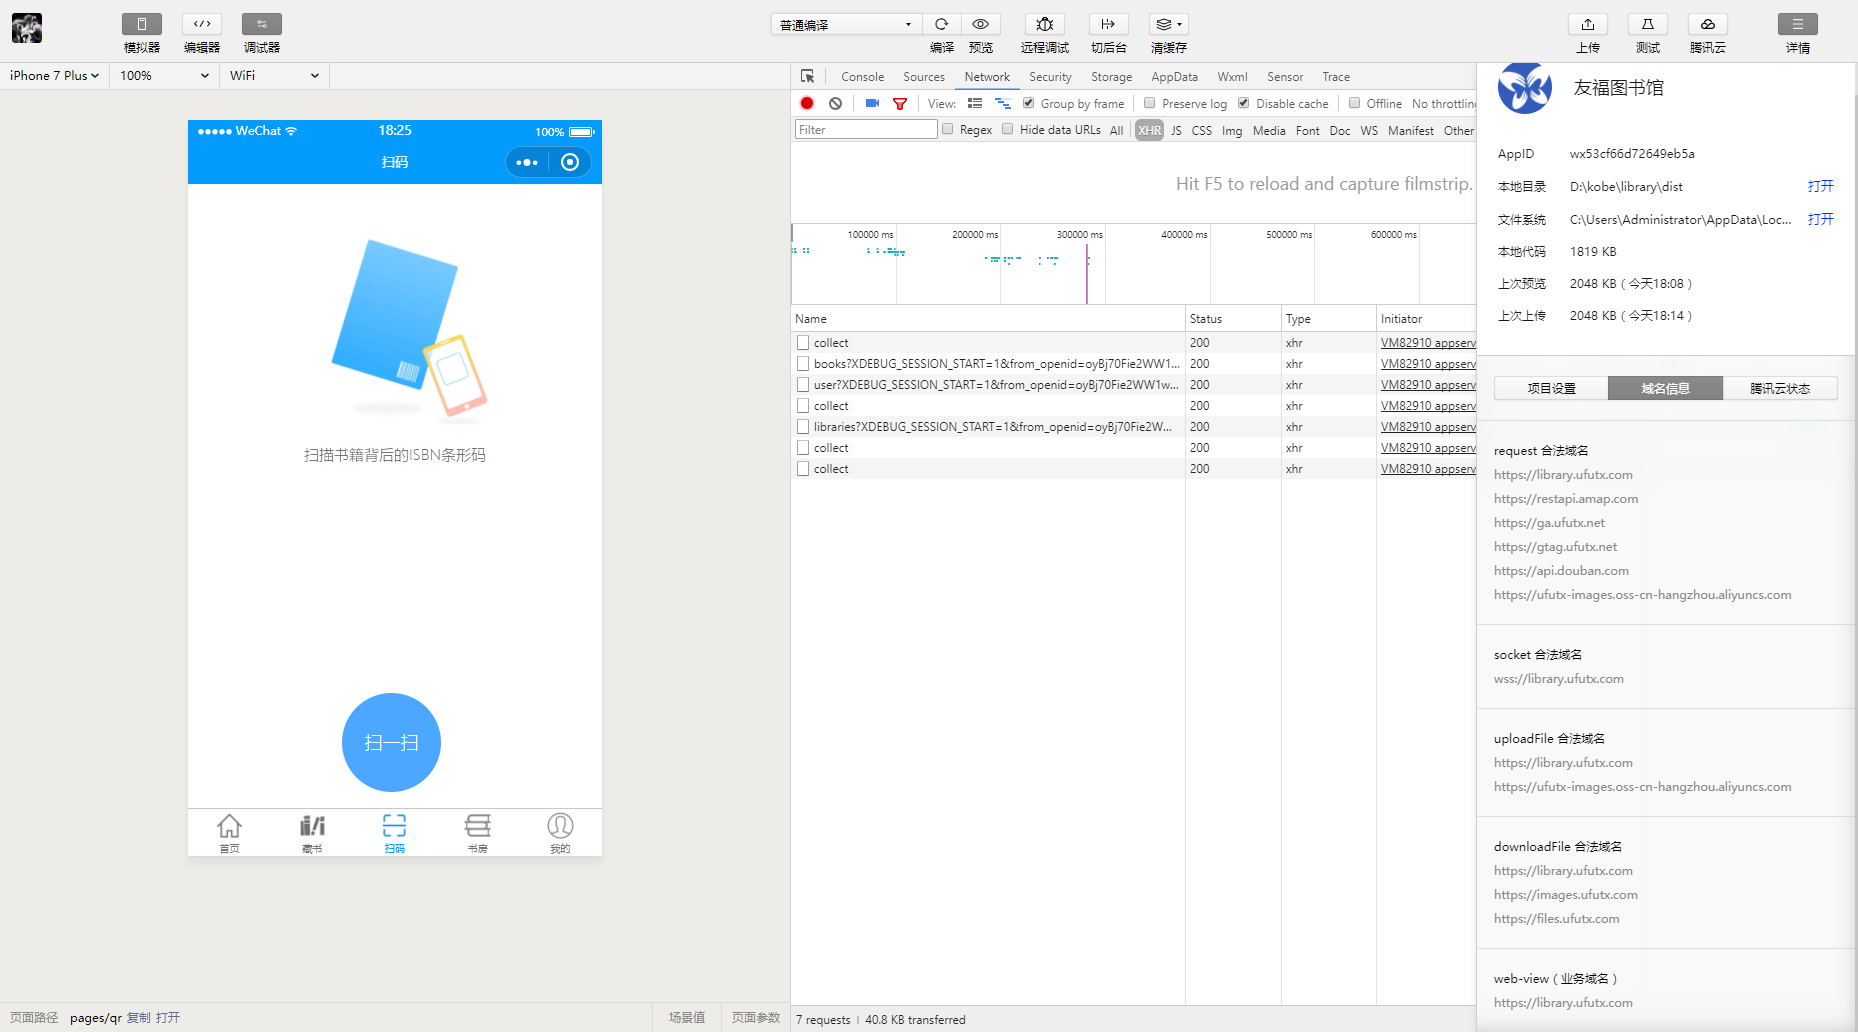 模拟器
编辑器
调试器
普通编译
编译
预览
远程调试
切后台
清缓存
上传
测试
腾讯云
详情
iPhone 7 Plus
100%
WiFi
WeChat
18:25
100%
扫码
扫描书籍背后的ISBN条形码
扫一扫
首页
藏书
扫码
书房
我的
页面路径 pages/qr 复制 打开
场景值
页面参数
Console Sources Network Security Storage AppData Wxml Sensor Trace
View: Group by frame Preserve log Disable cache Offline No throttling
Filter Regex Hide data URLs All XHR JS CSS Img Media Font Doc WS Manifest Other
Hit F5 to reload and capture filmstrip.
100000 ms 200000 ms 300000 ms 400000 ms 500000 ms 600000 ms
Name Status Type Initiator
collect 200 xhr VM82910 appserv
books?XDEBUG_SESSION_START=1&from_openid=oyBj70Fie2WW1... 200 xhr VM82910 appserv
user?XDEBUG_SESSION_START=1&from_openid=oyBj70Fie2WW1w... 200 xhr VM82910 appserv
collect 200 xhr VM82910 appserv
libraries?XDEBUG_SESSION_START=1&from_openid=oyBj70Fie2W... 200 xhr VM82910 appserv
collect 200 xhr VM82910 appserv
collect 200 xhr VM82910 appserv
7 requests | 40.8 KB transferred
友福图书馆
AppID wx53cf66d72649eb5a
本地目录 D:\kobe\library\dist 打开
文件系统 C:\Users\Administrator\AppData\Loc... 打开
本地代码 1819 KB
上次预览 2048 KB ( 今天18:08 )
上次上传 2048 KB ( 今天18:14 )
项目设置 域名信息 腾讯云状态
request 合法域名
https://library.ufutx.com
https://restapi.amap.com
https://ga.ufutx.net
https://gtag.ufutx.net
https://api.douban.com
https://ufutx-images.oss-cn-hangzhou.aliyuncs.com
socket 合法域名
wss://library.ufutx.com
uploadFile 合法域名
https://library.ufutx.com
https://ufutx-images.oss-cn-hangzhou.aliyuncs.com
downloadFile 合法域名
https://library.ufutx.com
https://images.ufutx.com
https://files.ufutx.com
web-view ( 业务域名 )
https://library.ufutx.com